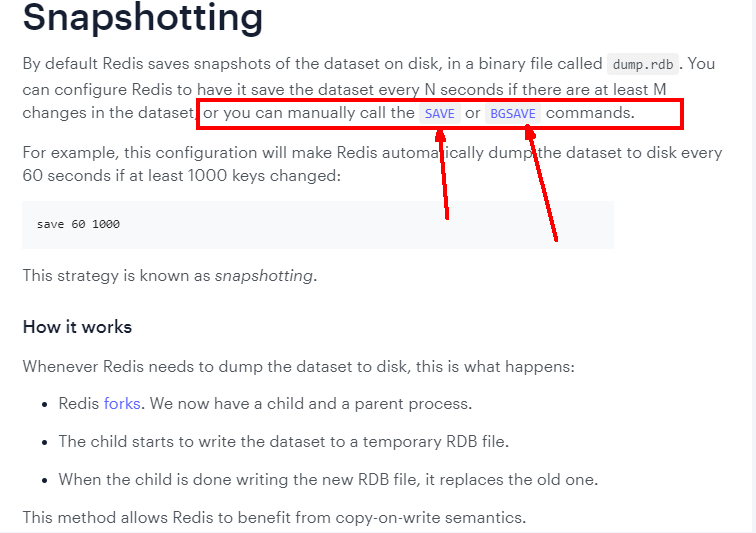 Snapshotting
By default Redis saves snapshots of the dataset on disk, in a binary file called dump.rdb. You
can configure Redis to have it save the dataset every N seconds if there are at least M
changes in the dataset, or you can manually call the SAVE or BGSAVE commands.
For example, this configuration will make Redis automatically dump the dataset to disk every
60 seconds if at least 1000 keys changed:
save 60 1000
This strategy is known as snapshotting.
How it works
Whenever Redis needs to dump the dataset to disk, this is what happens:
• Redis forks. We now have a child and a parent process.
• The child starts to write the dataset to a temporary RDB file.
• When the child is done writing the new RDB file, it replaces the old one.
This method allows Redis to benefit from copy-on-write semantics.